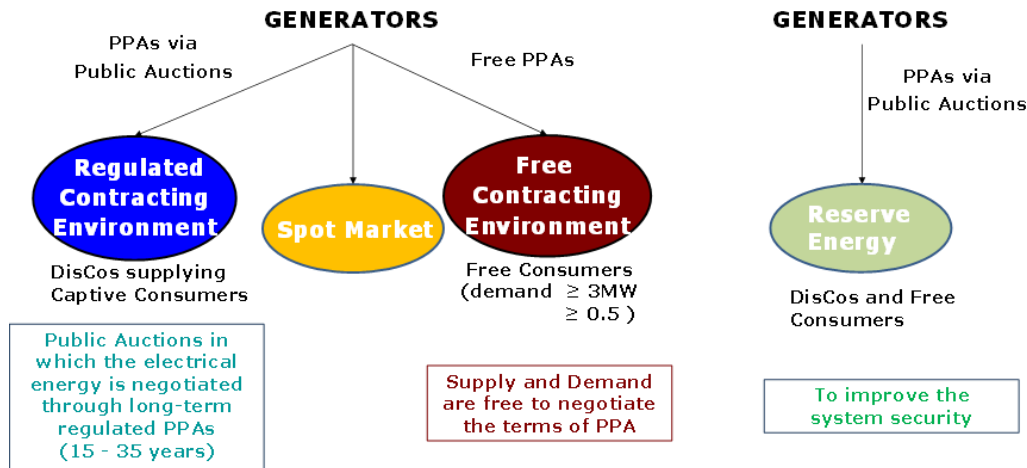 GENERATORS
PPAs via
Public Auctions
Free PPAs
Regulated
Contracting
Environment
Spot Market
Free
Contracting
Environment
DisCos supplying
Captive Consumers
Free Consumers
(demand ≥ 3MW
≥ 0.5 )
Public Auctions in
which the electrical
energy is negotiated
through long-term
regulated PPAs
(15 - 35 years)
Supply and Demand
are free to negotiate
the terms of PPA
GENERATORS
PPAs via
Public Auctions
Reserve
Energy
DisCos and Free
Consumers
To improve the
system security